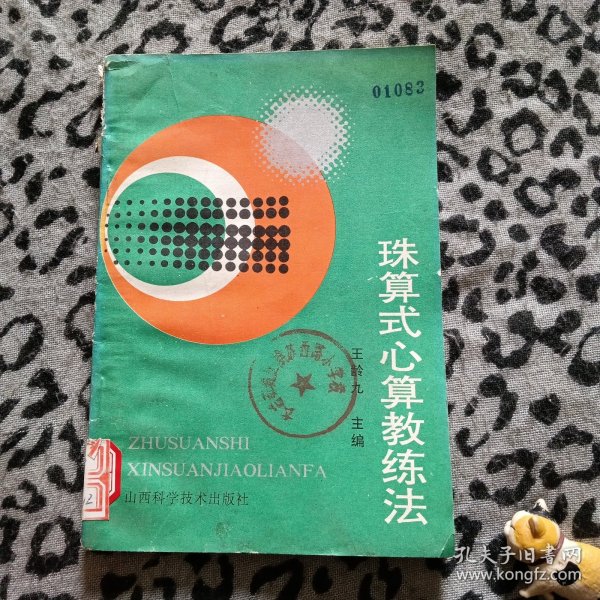 01083
珠算式心算教练法
王龄九 主编
ZHUSUANSHI
XINSUANJIAOLIANFA
山西科学技术出版社
孔夫子旧书网
www.kongfz.com